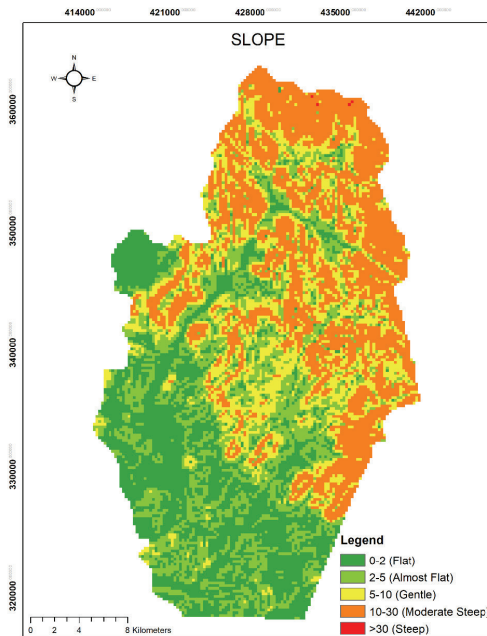 414000 421000 428000 435000 442000
SLOPE
N
W E
S
360000
350000
340000
330000
320000
Legend
0-2 (Flat)
2-5 (Almost Flat)
5-10 (Gentle)
10-30 (Moderate Steep)
>30 (Steep)
0 2 4 8 Kilometers